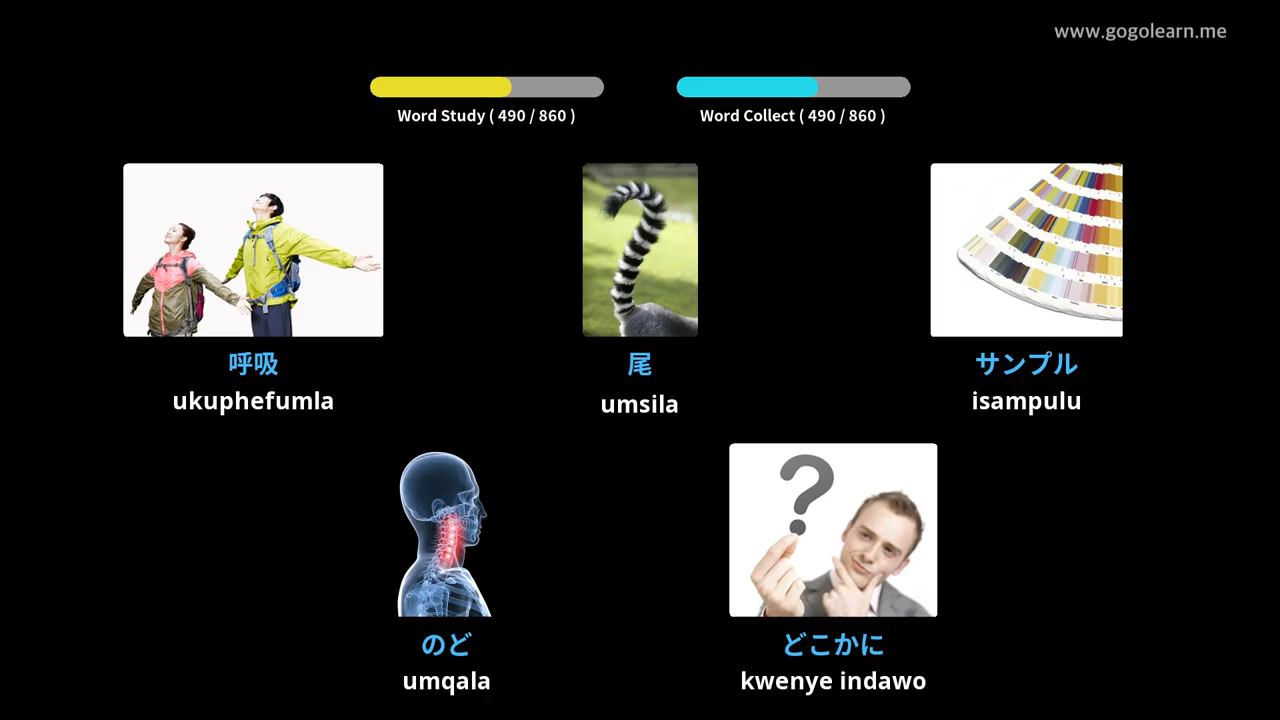 www.gogolearn.me
Word Study ( 490 / 860 )
Word Collect ( 490 / 860 )
呼吸
ukuphefumla
尾
umsila
サンプル
isampulu
のど
umqala
どこかに
kwenye indawo